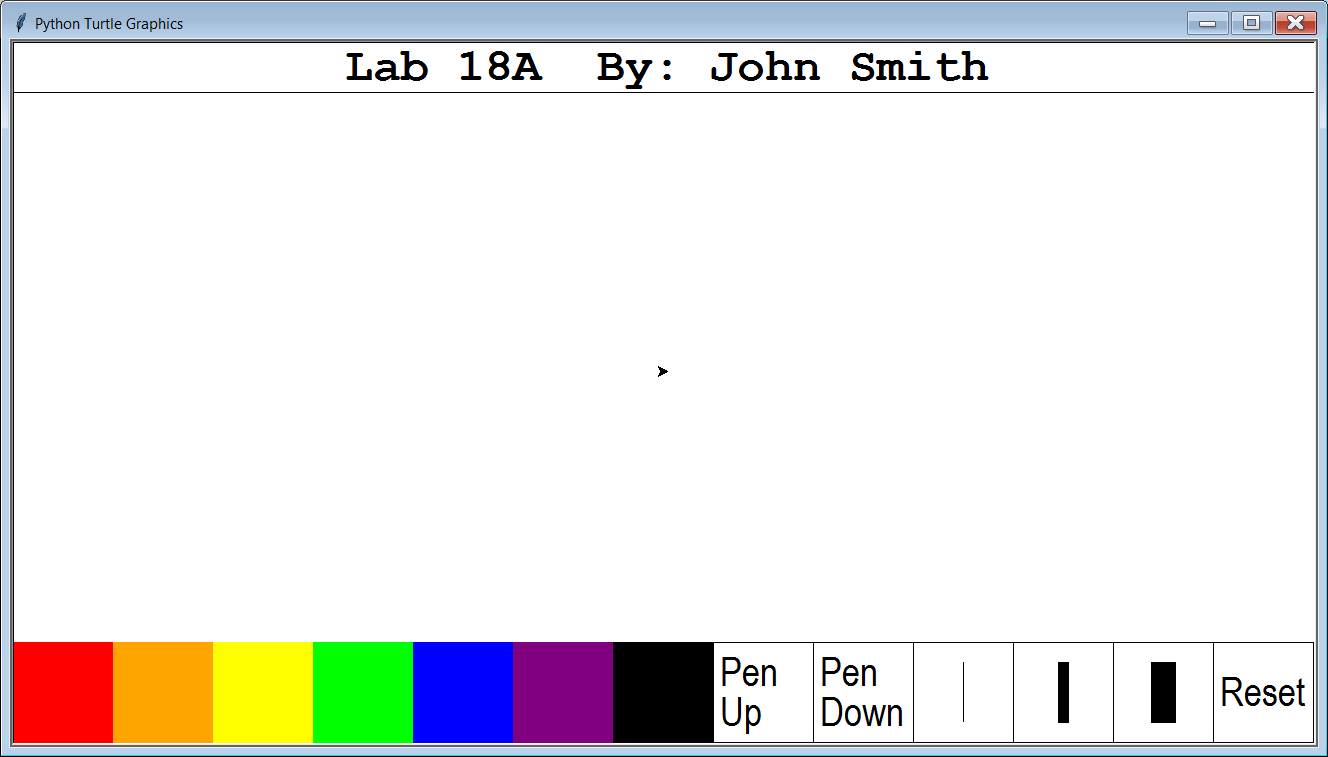 Python Turtle Graphics
Lab 18A  By: John Smith
Pen
Up
Pen
Down
Reset